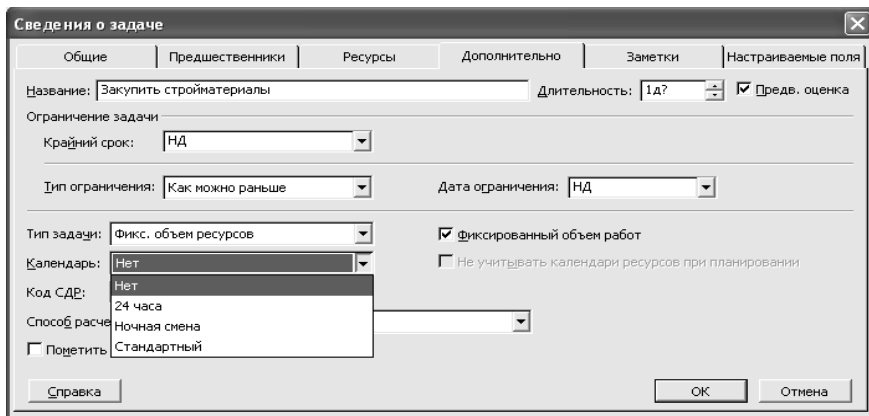 Сведения о задаче
Общие Предшественники Ресурсы Дополнительно Заметки Настраиваемые поля
Название: Закупить стройматериалы Длительность: 1д? Предв. оценка
Ограничение задачи
Крайний срок: НД
Тип ограничения: Как можно раньше Дата ограничения: НД
Тип задачи: Фикс. объем ресурсов Фиксированный объем работ
Календарь: Нет Не учитывать календари ресурсов при планировании
Код СДР: Нет
24 часа
Способ расче Ночная смена
Пометить Стандартный
Справка ОК Отмена